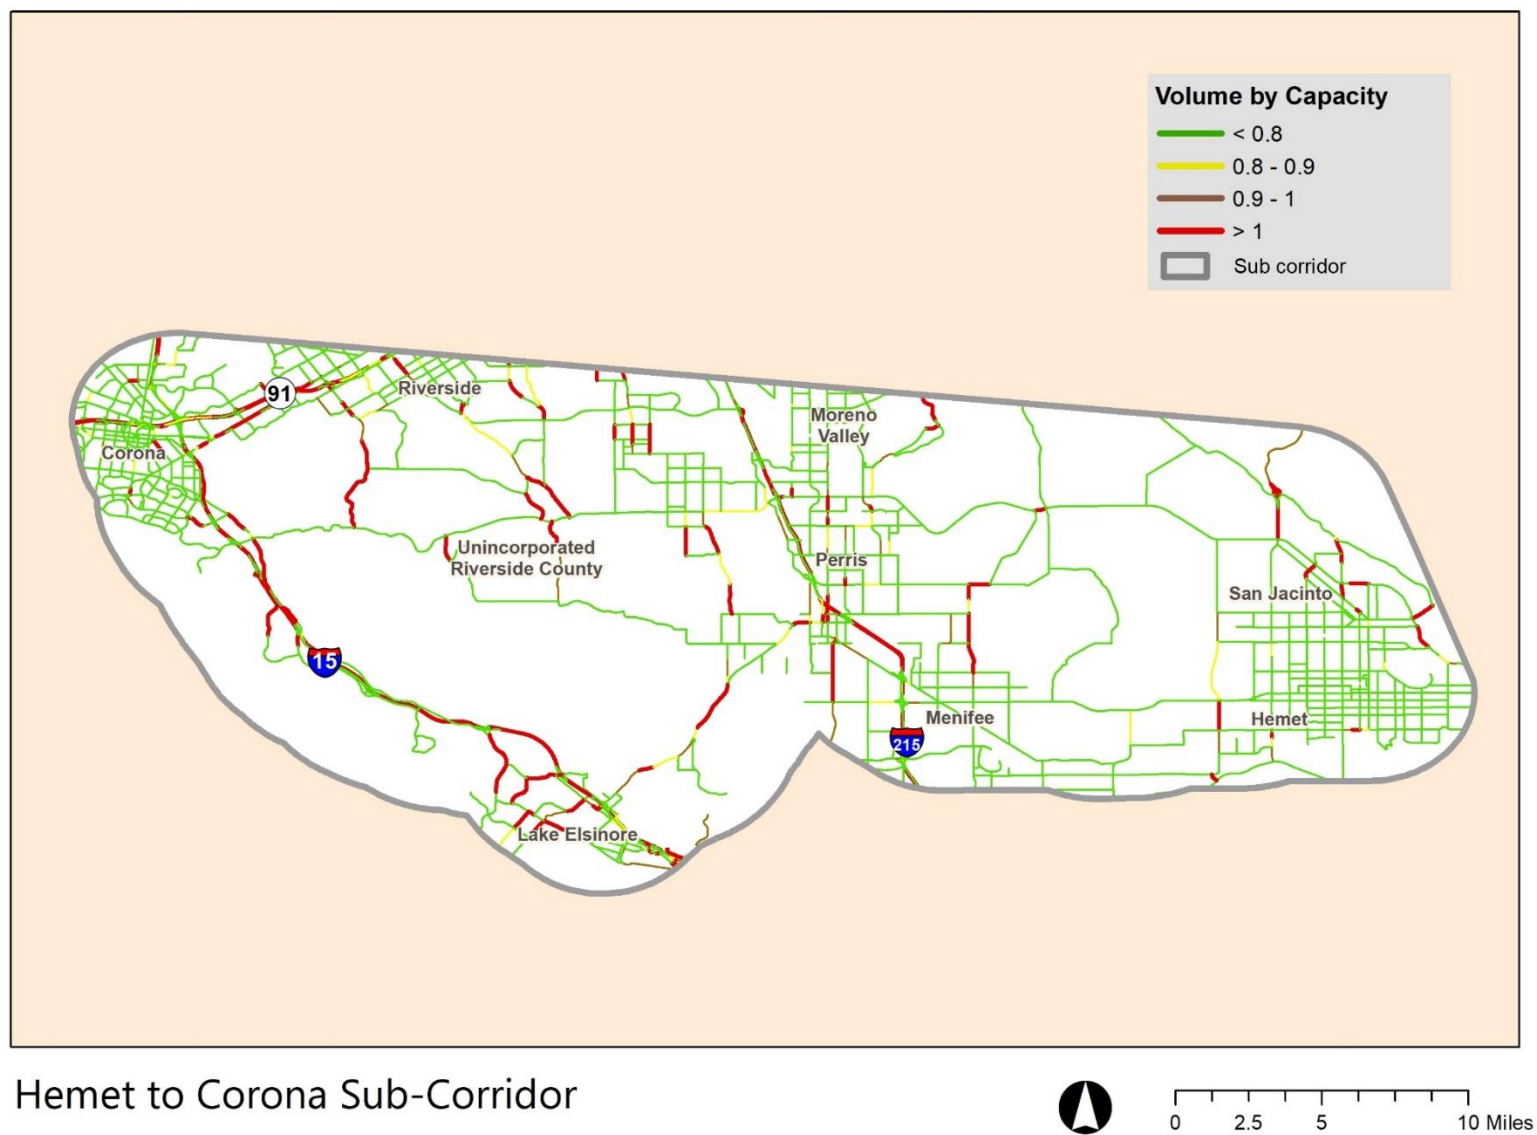 Volume by Capacity
< 0.8
0.8 - 0.9
0.9 - 1
> 1
Sub corridor
91
Riverside
Moreno
Valley
Corona
Unincorporated
Riverside County
Perris
San Jacinto
15
Menifee
Hemet
215
Lake Elsinore
Hemet to Corona Sub-Corridor
0 2.5 5 10 Miles